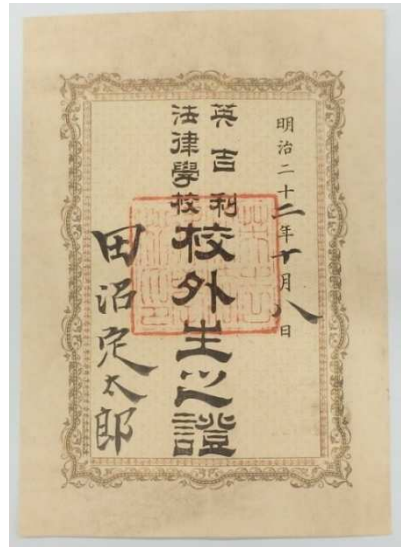 明治二十二年十月八日
英吉利
法律學校
校外生之證
田沼定太郎